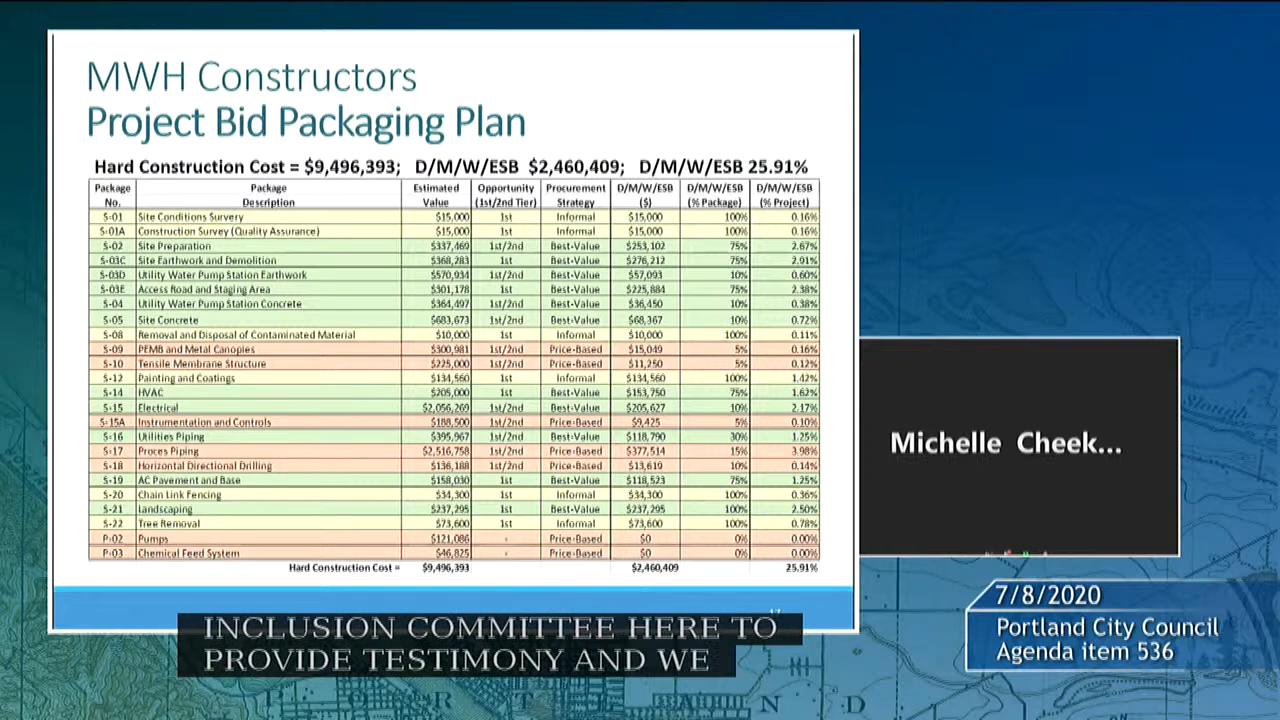 MWH Constructors
Project Bid Packaging Plan
Hard Construction Cost = $9,496,393; D/M/W/ESB $2,460,409; D/M/W/ESB 25.91%
Package No. Package Description Estimated Value Opportunity (1st/2nd Tier) Procurement Strategy D/M/W/ESB ($) D/M/W/ESB (% Package) D/M/W/ESB (% Project)
S-01 Site Conditions Survery $15,000 1st Informal $15,000 100% 0.16%
S-01A Construction Survey (Quality Assurance) $15,000 1st Informal $15,000 100% 0.16%
S-02 Site Preparation $337,469 1st/2nd Best-Value $253,102 75% 2.67%
S-03C Site Earthwork and Demolition $368,283 1st Best-Value $276,212 75% 2.91%
S-03D Utility Water Pump Station Earthwork $570,934 1st/2nd Best-Value $57,093 10% 0.60%
S-03E Access Road and Staging Area $301,178 1st Best-Value $225,884 75% 2.38%
S-04 Utility Water Pump Station Concrete $364,497 1st/2nd Best-Value $36,450 10% 0.38%
S-05 Site Concrete $683,673 1st/2nd Best-Value $68,367 10% 0.72%
S-08 Removal and Disposal of Contaminated Material $10,000 1st Informal $10,000 100% 0.11%
S-09 PEMB and Metal Canopies $300,981 1st/2nd Price-Based $15,049 5% 0.16%
S-10 Tensile Membrane Structure $225,000 1st/2nd Price-Based $11,250 5% 0.12%
S-12 Painting and Coatings $134,560 1st Informal $134,560 100% 1.42%
S-14 HVAC $205,000 1st Best-Value $153,750 75% 1.62%
S-15 Electrical $2,056,269 1st/2nd Best-Value $205,627 10% 2.17%
S-15A Instrumentation and Controls $188,500 1st/2nd Price-Based $9,425 5% 0.10%
S-16 Utilities Piping $395,967 1st/2nd Best-Value $118,790 30% 1.25%
S-17 Proces Piping $2,516,758 1st/2nd Price-Based $377,514 15% 3.98%
S-18 Horizontal Directional Drilling $136,188 1st/2nd Price-Based $13,619 10% 0.14%
S-19 AC Pavement and Base $158,030 1st Best-Value $118,523 75% 1.25%
S-20 Chain Link Fencing $34,300 1st Informal $34,300 100% 0.36%
S-21 Landscaping $237,295 1st Best-Value $237,295 100% 2.50%
S-22 Tree Removal $73,600 1st Informal $73,600 100% 0.78%
P-02 Pumps $121,086 - Price-Based $0 0% 0.00%
P-03 Chemical Feed System $46,825 - Price-Based $0 0% 0.00%
Hard Construction Cost = $9,496,393 $2,460,409 25.91%
INCLUSION COMMITTEE HERE TO
PROVIDE TESTIMONY AND WE
Michelle Cheek...
7/8/2020
Portland City Council
Agenda item 536
Slough